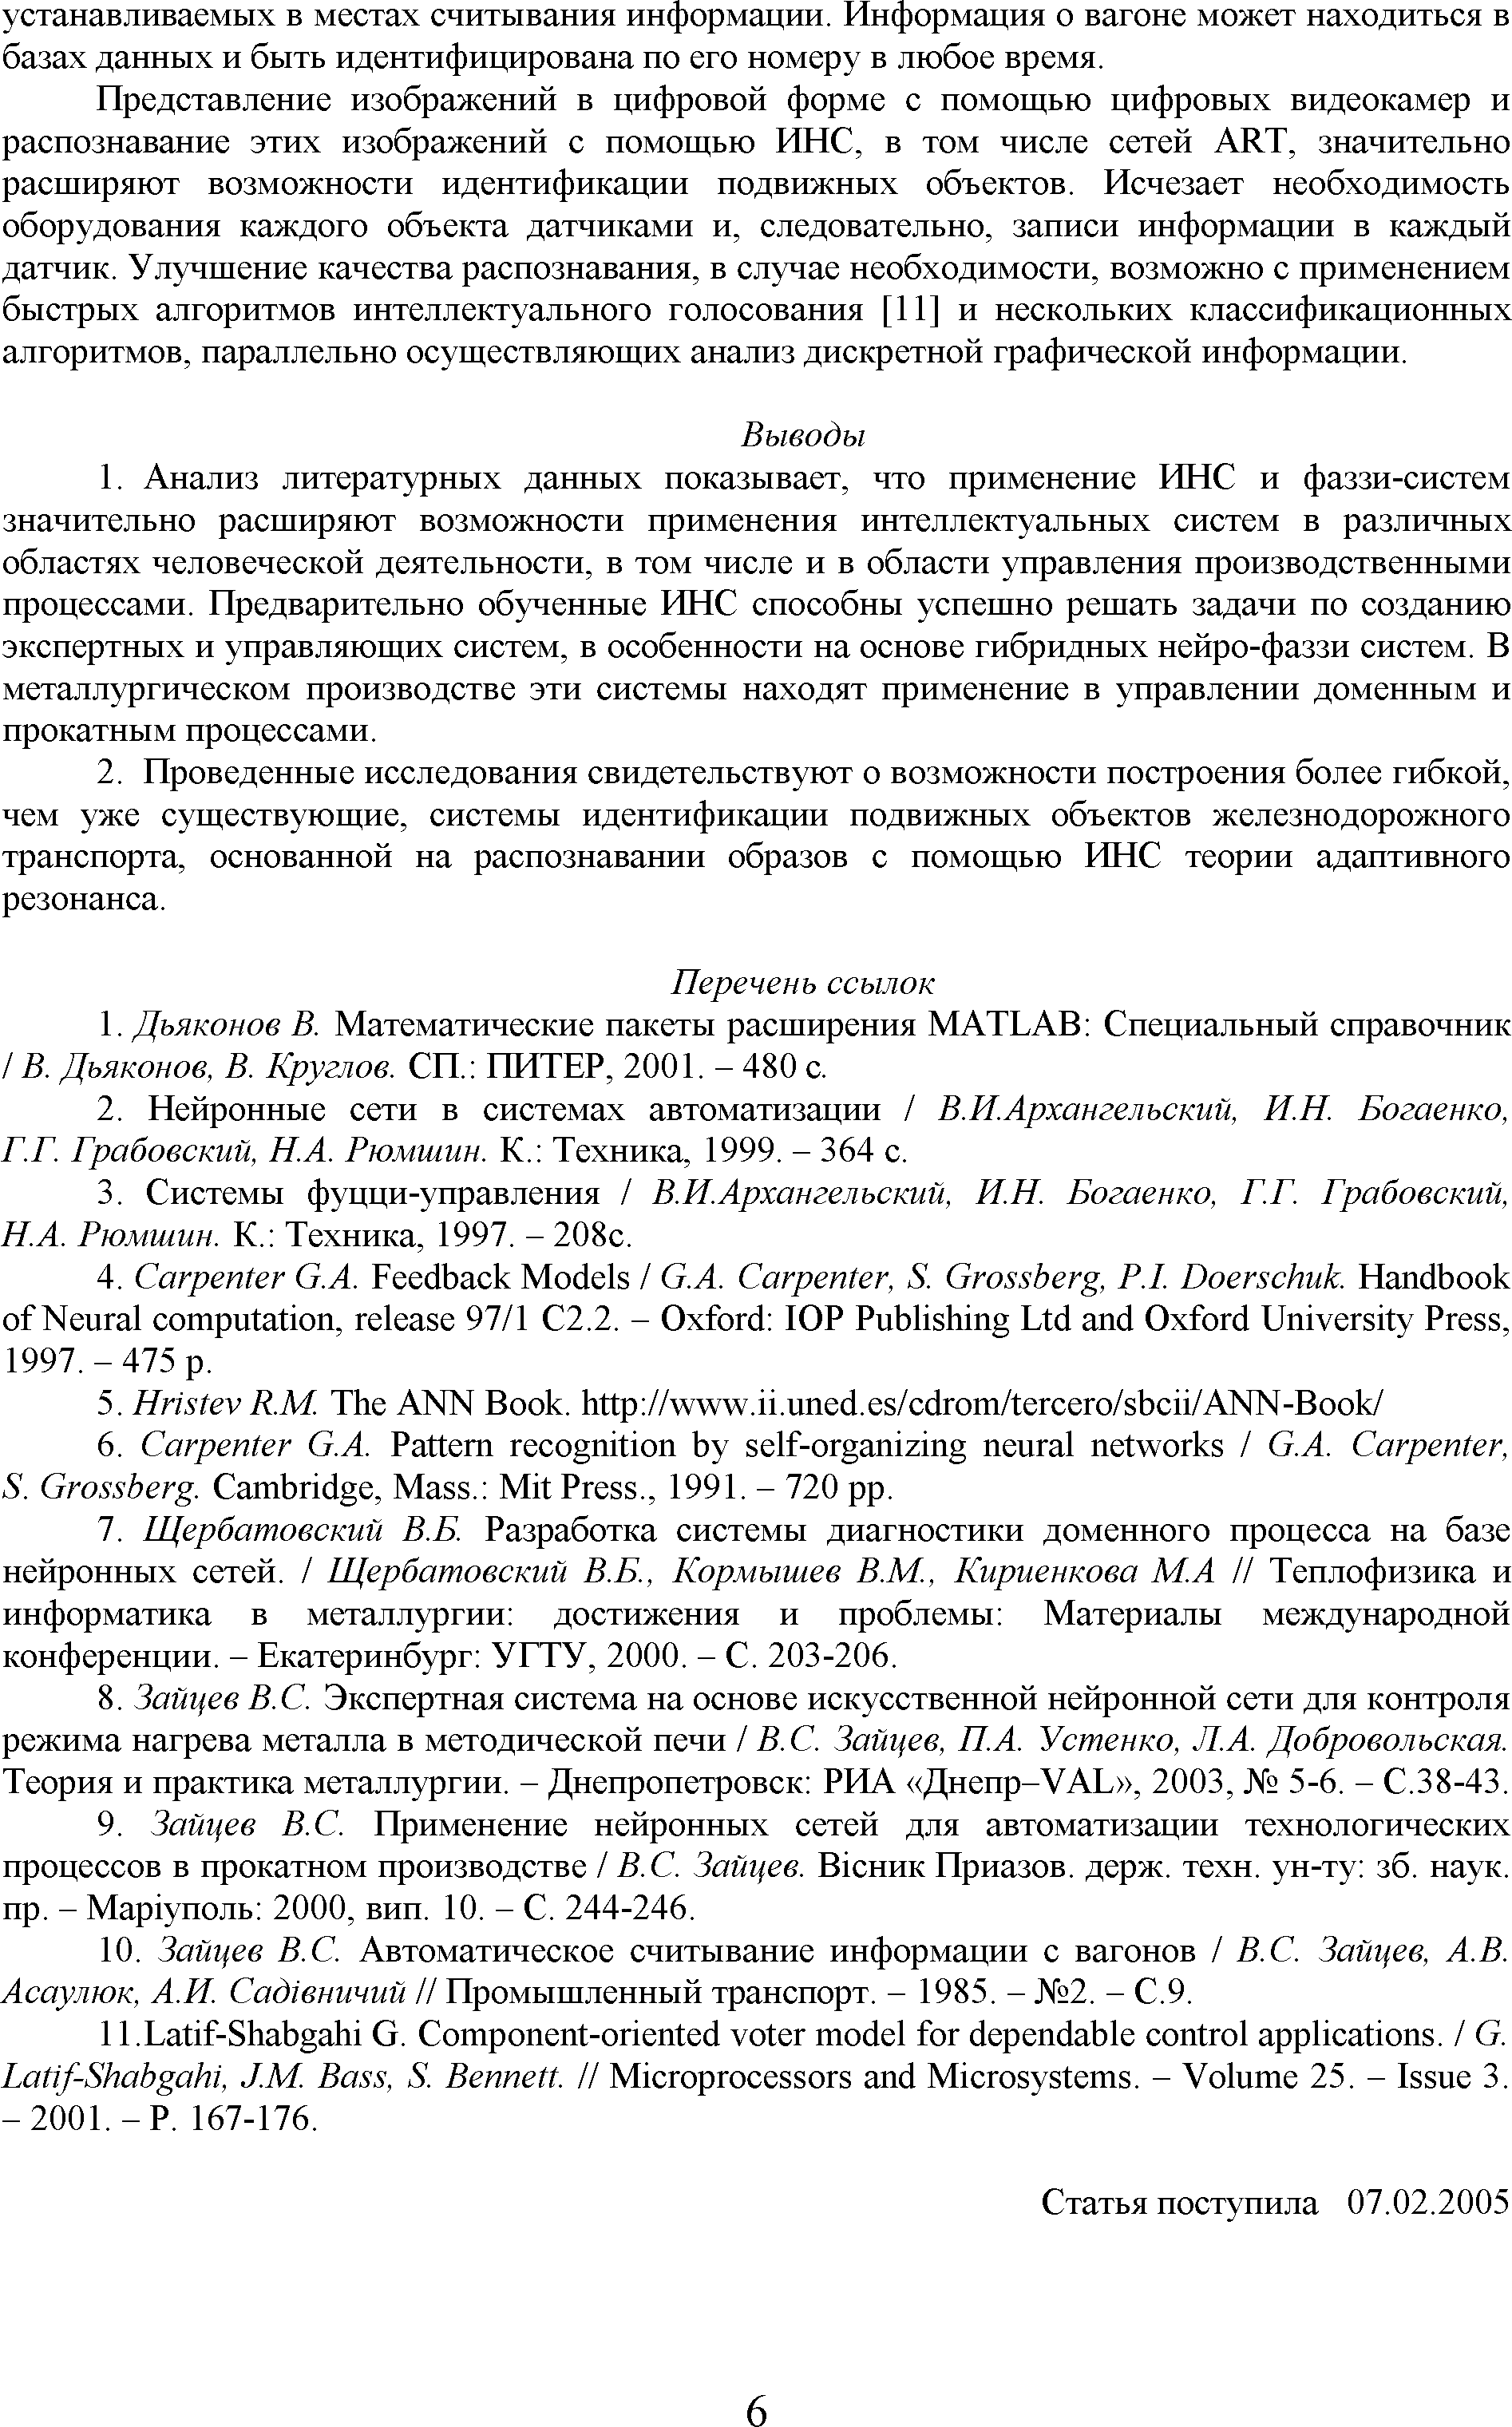 устанавливаемых в местах считывания информации. Информация о вагоне может находиться в
базах данных и быть идентифицирована по его номеру в любое время.
Представление изображений в цифровой форме с помощью цифровых видеокамер и
распознавание этих изображений с помощью ИНС, в том числе сетей ART, значительно
расширяют возможности идентификации подвижных объектов. Исчезает необходимость
оборудования каждого объекта датчиками и, следовательно, записи информации в каждый
датчик. Улучшение качества распознавания, в случае необходимости, возможно с применением
быстрых алгоритмов интеллектуального голосования [11] и нескольких классификационных
алгоритмов, параллельно осуществляющих анализ дискретной графической информации.
Выводы
1. Анализ литературных данных показывает, что применение ИНС и фаззи-систем
значительно расширяют возможности применения интеллектуальных систем в различных
областях человеческой деятельности, в том числе и в области управления производственными
процессами. Предварительно обученные ИНС способны успешно решать задачи по созданию
экспертных и управляющих систем, в особенности на основе гибридных нейро-фаззи систем. В
металлургическом производстве эти системы находят применение в управлении доменным и
прокатным процессами.
2. Проведенные исследования свидетельствуют о возможности построения более гибкой,
чем уже существующие, системы идентификации подвижных объектов железнодорожного
транспорта, основанной на распознавании образов с помощью ИНС теории адаптивного
резонанса.
Перечень ссылок
1. Дьяконов В. Математические пакеты расширения MATLAB: Специальный справочник
/ В. Дьяконов, В. Круглов. СП.: ПИТЕР, 2001. – 480 с.
2. Нейронные сети в системах автоматизации / В.И.Архангельский, И.Н. Богаенко,
Г.Г. Грабовский, Н.А. Рюмшин. К.: Техника, 1999. – 364 с.
3. Системы фуцци-управления / В.И.Архангельский, И.Н. Богаенко, Г.Г. Грабовский,
Н.А. Рюмшин. К.: Техника, 1997. – 208с.
4. Carpenter G.A. Feedback Models / G.A. Carpenter, S. Grossberg, P.I. Doerschuk. Handbook
of Neural computation, release 97/1 C2.2. – Oxford: IOP Publishing Ltd and Oxford University Press,
1997. – 475 p.
5. Hristev R.M. The ANN Book. http://www.ii.uned.es/cdrom/tercero/sbcii/ANN-Book/
6. Carpenter G.A. Pattern recognition by self-organizing neural networks / G.A. Carpenter,
S. Grossberg. Cambridge, Mass.: Mit Press., 1991. – 720 pp.
7. Щербатовский В.Б. Разработка системы диагностики доменного процесса на базе
нейронных сетей. / Щербатовский В.Б., Кормышев В.М., Кириенкова М.А // Теплофизика и
информатика в металлургии: достижения и проблемы: Материалы международной
конференции. – Екатеринбург: УГТУ, 2000. – С. 203-206.
8. Зайцев В.С. Экспертная система на основе искусственной нейронной сети для контроля
режима нагрева металла в методической печи / В.С. Зайцев, П.А. Устенко, Л.А. Добровольская.
Теория и практика металлургии. – Днепропетровск: РИА «Днепр–VAL», 2003, № 5-6. – С.38-43.
9. Зайцев В.С. Применение нейронных сетей для автоматизации технологических
процессов в прокатном производстве / В.С. Зайцев. Вісник Приазов. держ. техн. ун-ту: зб. наук.
пр. – Маріуполь: 2000, вип. 10. – С. 244-246.
10. Зайцев В.С. Автоматическое считывание информации с вагонов / В.С. Зайцев, А.В.
Асаулюк, А.И. Садівничий // Промышленный транспорт. – 1985. – №2. – С.9.
11.Latif-Shabgahi G. Component-oriented voter model for dependable control applications. / G.
Latif-Shabgahi, J.M. Bass, S. Bennett. // Microprocessors and Microsystems. – Volume 25. – Issue 3.
– 2001. – P. 167-176.
Статья поступила 07.02.2005
6